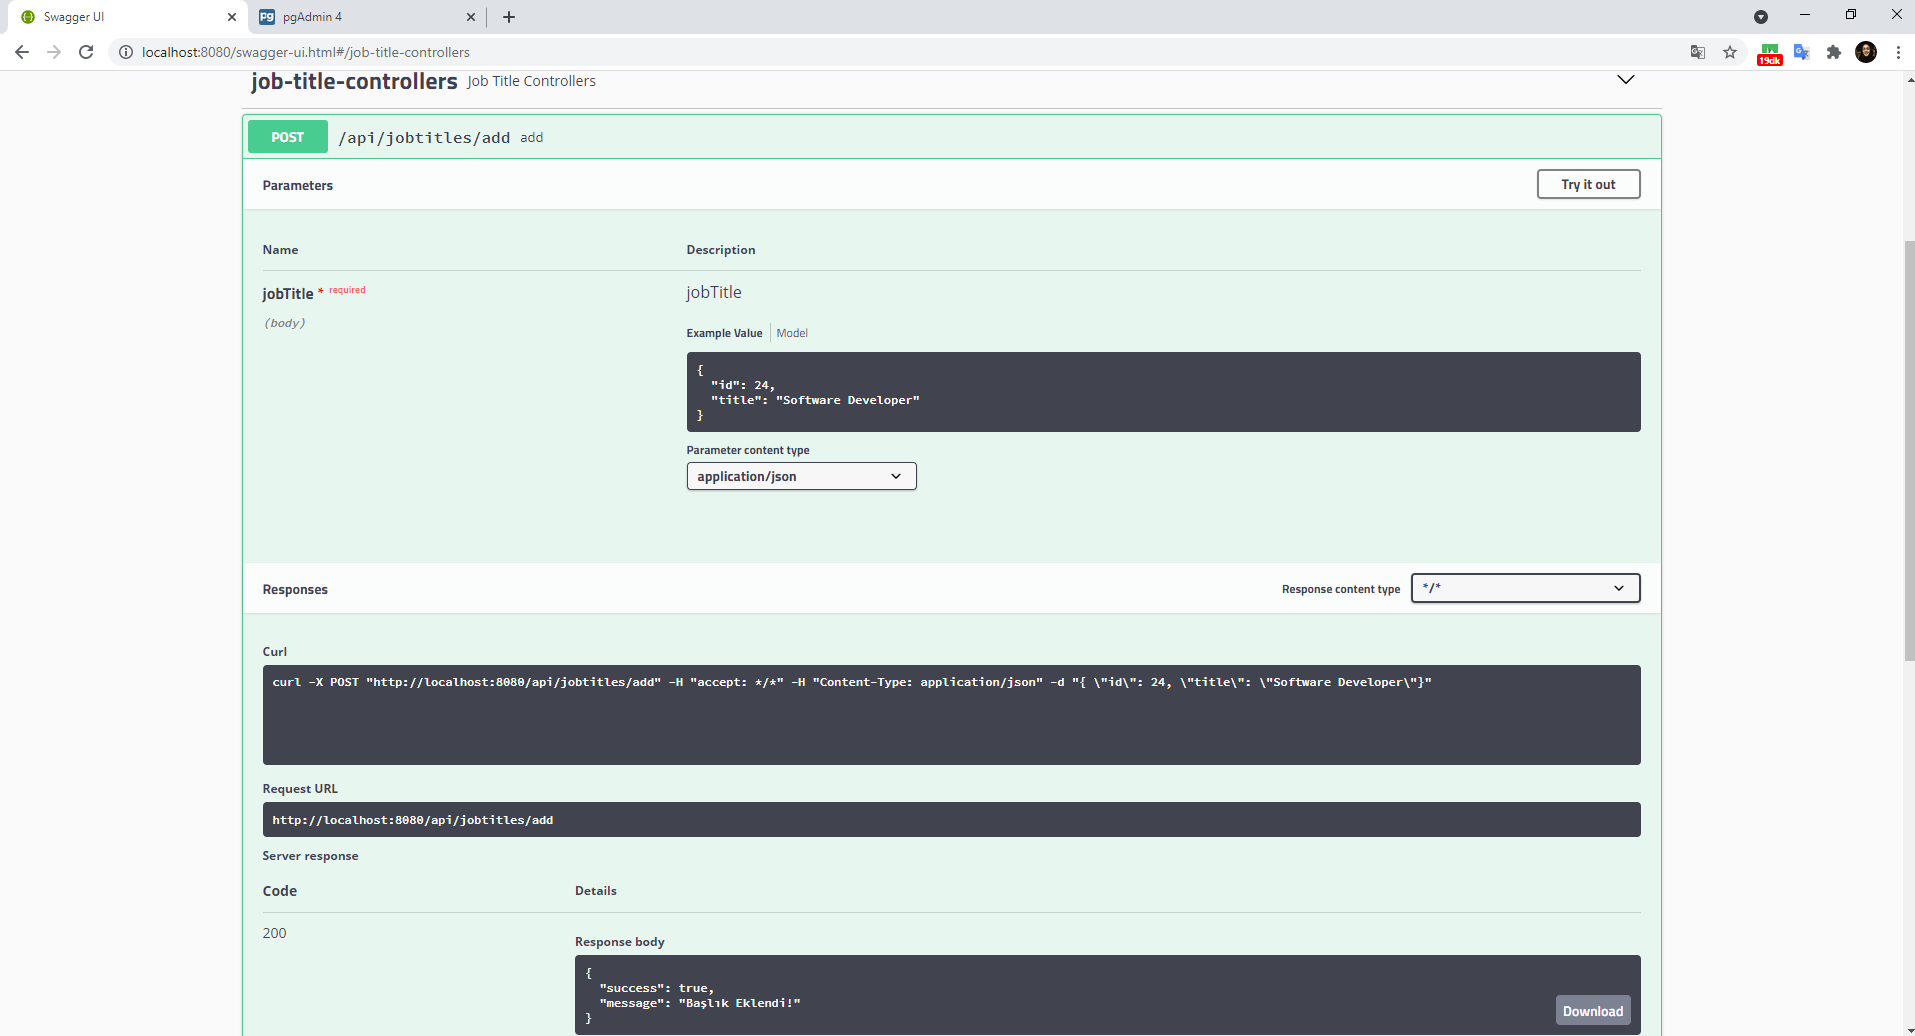 Swagger UI
pgAdmin 4
localhost:8080/swagger-ui.html#/job-title-controllers
19dk
job-title-controllers Job Title Controllers
POST /api/jobtitles/add add
Parameters
Try it out
Name Description
jobTitle * required
(body)
jobTitle
Example Value Model
{
"id": 24,
"title": "Software Developer"
}
Parameter content type
application/json
Responses
Response content type */*
Curl
curl -X POST "http://localhost:8080/api/jobtitles/add" -H "accept: */*" -H "Content-Type: application/json" -d "{ \"id\": 24, \"title\": \"Software Developer\"}"
Request URL
http://localhost:8080/api/jobtitles/add
Server response
Code Details
200
Response body
{
"success": true,
"message": "Başlık Eklendi!"
}
Download